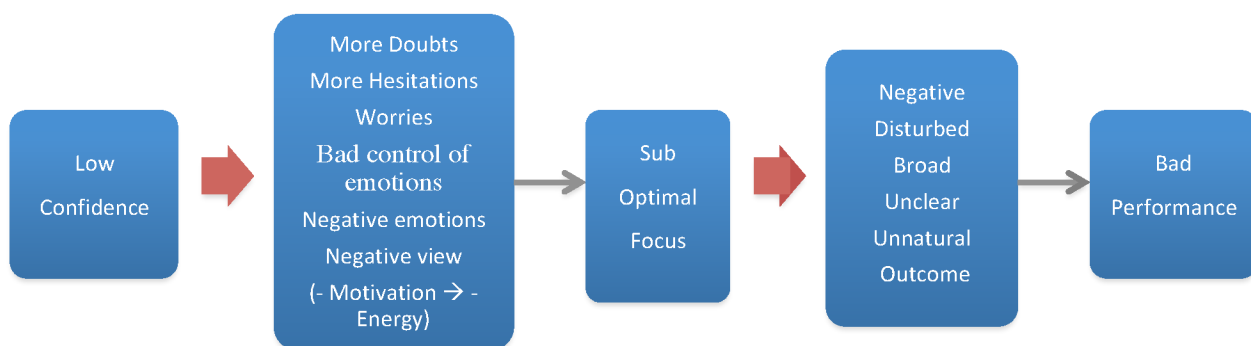 Low
Confidence
More Doubts
More Hesitations
Worries
Bad control of
emotions
Negative emotions
Negative view
(- Motivation → -
Energy)
Sub
Optimal
Focus
Negative
Disturbed
Broad
Unclear
Unnatural
Outcome
Bad
Performance